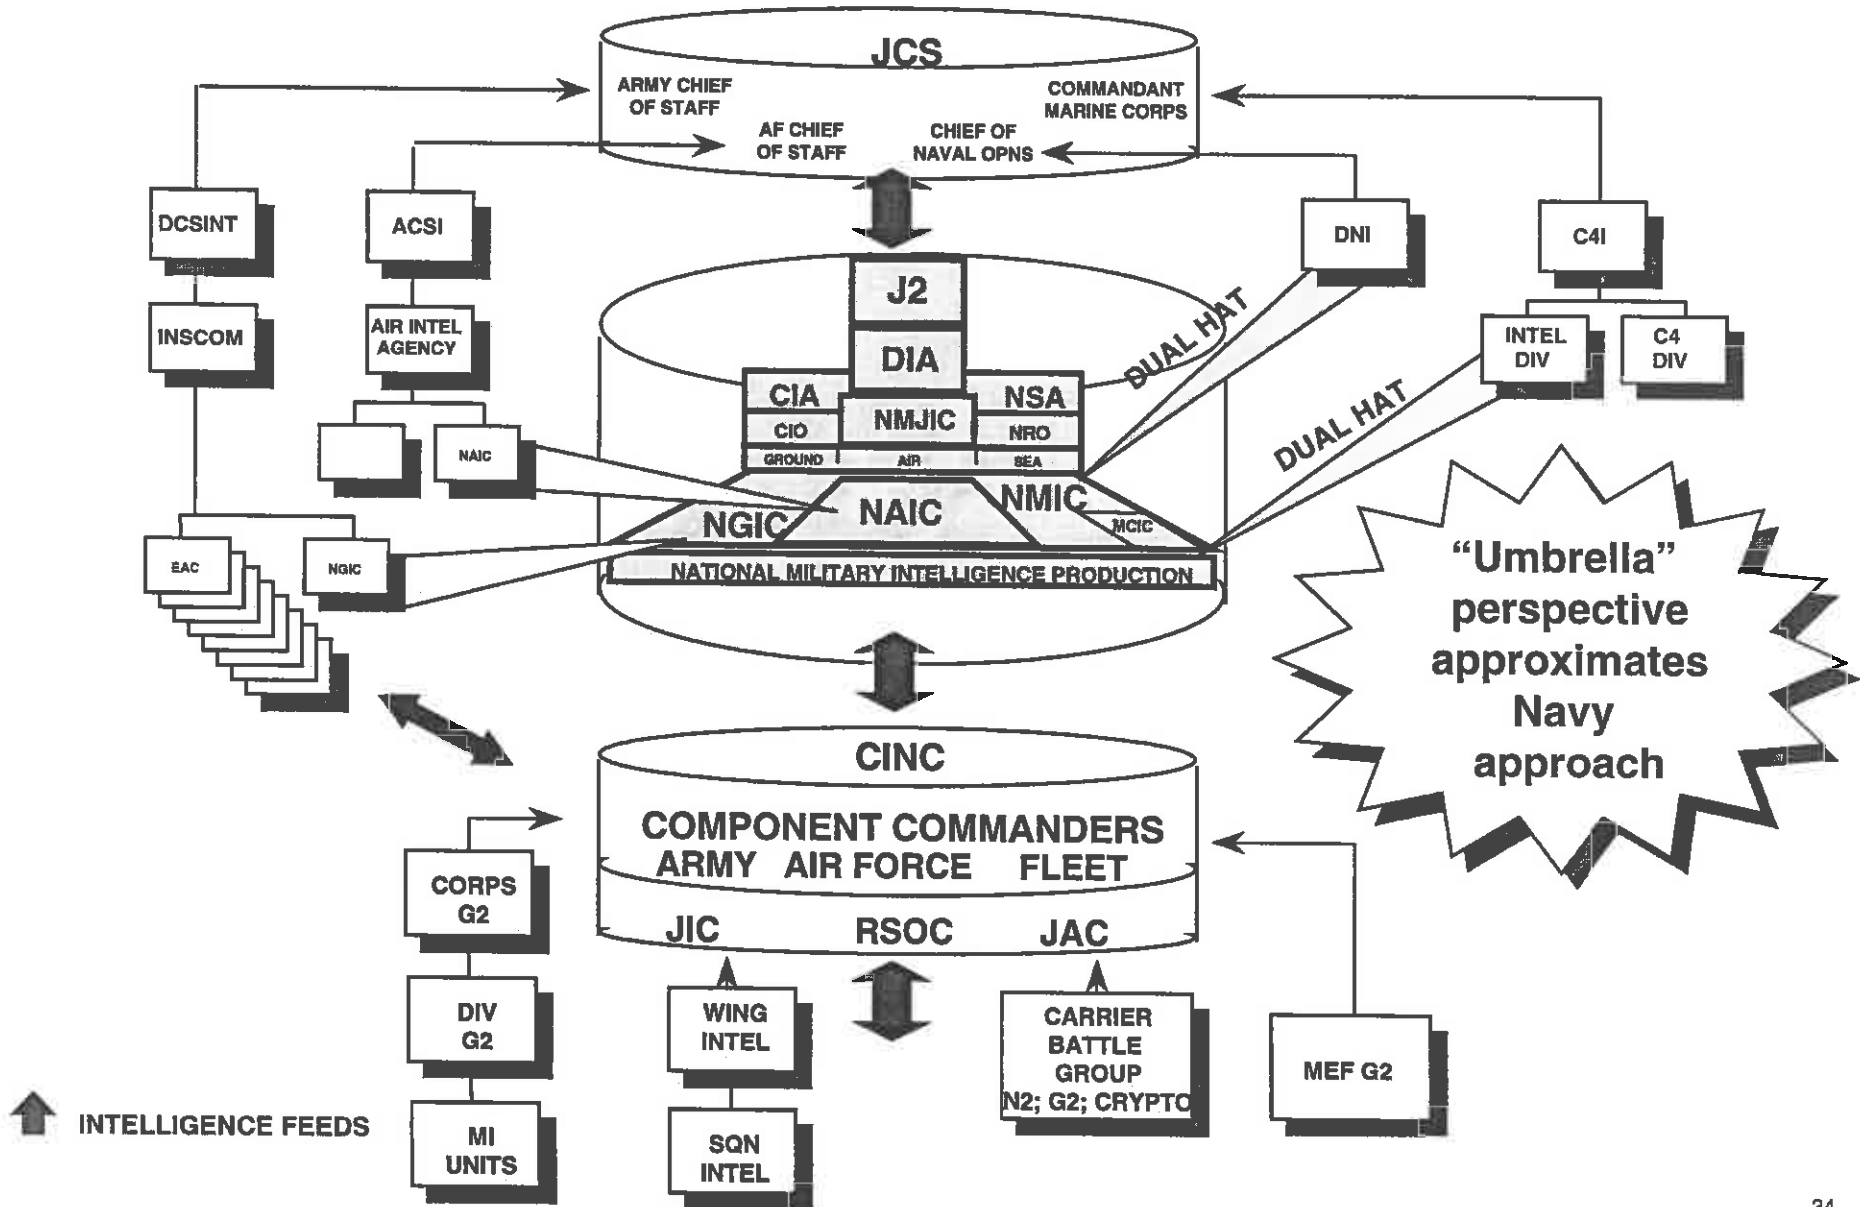 JCS
ARMY CHIEF
OF STAFF
COMMANDANT
MARINE CORPS
AF CHIEF
OF STAFF
CHIEF OF
NAVAL OPNS
DCSINT
ACSI
DNI
C4I
INSCOM
AIR INTEL
AGENCY
J2
DIA
CIA
NSA
NMJIC
CIO
NRO
GROUND
AIR
SEA
DUAL HAT
DUAL HAT
INTEL
DIV
C4
DIV
NAIC
NGIC
NAIC
NMIC
MCIC
NATIONAL MILITARY INTELLIGENCE PRODUCTION
EAC
NGIC
“Umbrella”
perspective
approximates
Navy
approach
CINC
COMPONENT COMMANDERS
ARMY AIR FORCE FLEET
JIC RSOC JAC
CORPS
G2
DIV
G2
MI
UNITS
WING
INTEL
SQN
INTEL
CARRIER
BATTLE
GROUP
N2; G2; CRYPTO
MEF G2
INTELLIGENCE FEEDS